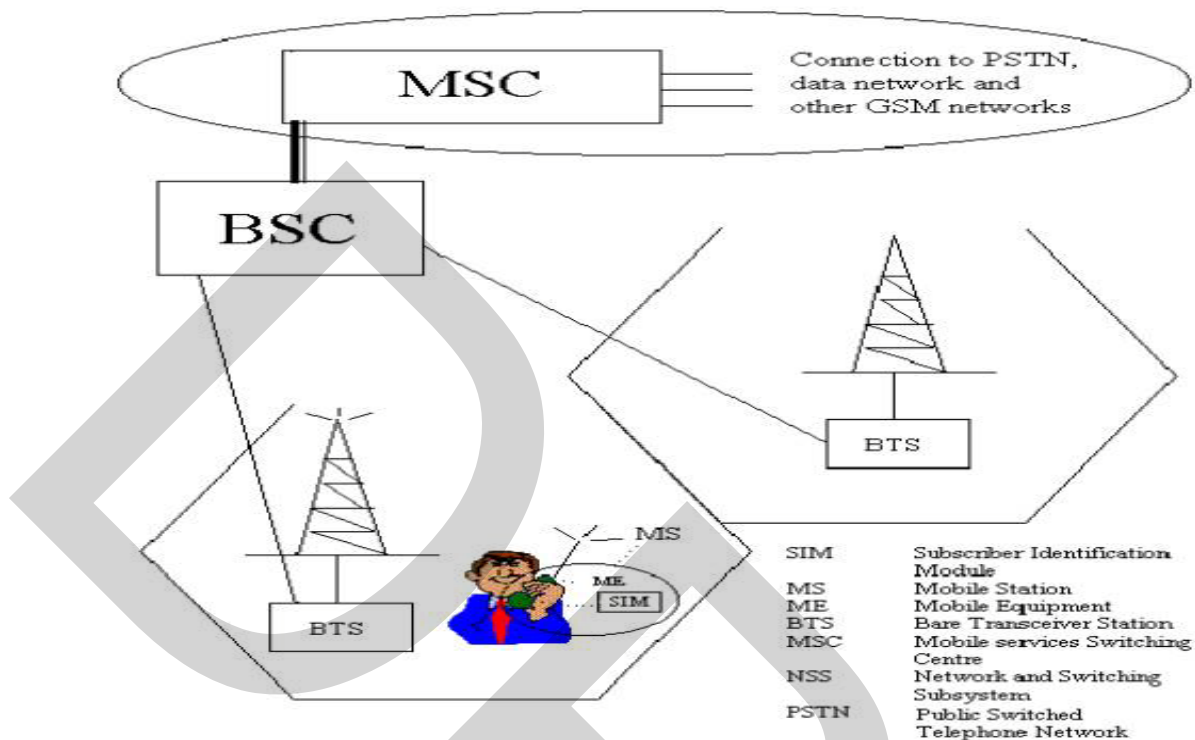 MSC
Connection to PSTN,
data network and
other GSM networks
BSC
BTS
MS
ME
SIM
BTS
SIM Subscriber Identification
Module
MS Mobile Station
ME Mobile Equipment
BTS Bare Transceiver Station
MSC Mobile services Switching
Centre
NSS Network and Switching
Subsystem
PSTN Public Switched
Telephone Network